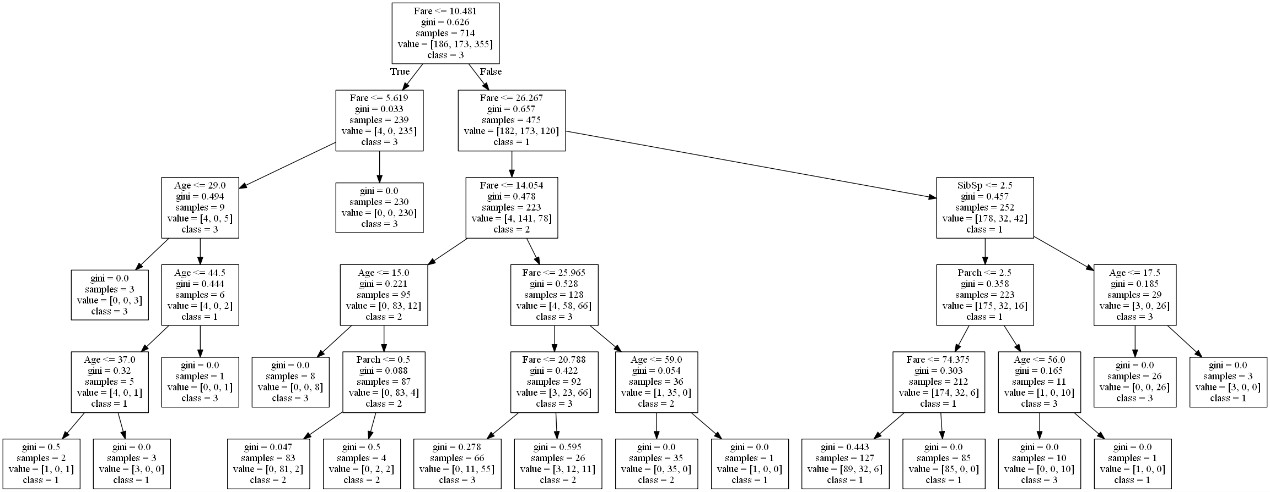 Fare <= 10.481
gini = 0.626
samples = 714
value = [186, 173, 355]
class = 3
True
False
Fare <= 5.619
gini = 0.033
samples = 239
value = [4, 0, 235]
class = 3
Fare <= 26.267
gini = 0.657
samples = 475
value = [182, 173, 120]
class = 1
Age <= 29.0
gini = 0.494
samples = 9
value = [4, 0, 5]
class = 3
gini = 0.0
samples = 230
value = [0, 0, 230]
class = 3
Fare <= 14.054
gini = 0.478
samples = 223
value = [4, 141, 78]
class = 2
SibSp <= 2.5
gini = 0.457
samples = 252
value = [178, 32, 42]
class = 1
gini = 0.0
samples = 3
value = [0, 0, 3]
class = 3
Age <= 44.5
gini = 0.444
samples = 6
value = [4, 0, 2]
class = 1
Age <= 15.0
gini = 0.221
samples = 95
value = [0, 83, 12]
class = 2
Fare <= 25.965
gini = 0.528
samples = 128
value = [4, 58, 66]
class = 3
Parch <= 2.5
gini = 0.358
samples = 223
value = [175, 32, 16]
class = 1
Age <= 17.5
gini = 0.185
samples = 29
value = [3, 0, 26]
class = 3
Age <= 37.0
gini = 0.32
samples = 5
value = [4, 0, 1]
class = 1
gini = 0.0
samples = 1
value = [0, 0, 1]
class = 3
gini = 0.0
samples = 8
value = [0, 0, 8]
class = 3
Parch <= 0.5
gini = 0.088
samples = 87
value = [0, 83, 4]
class = 2
Fare <= 20.788
gini = 0.422
samples = 92
value = [3, 23, 66]
class = 3
Age <= 59.0
gini = 0.054
samples = 36
value = [1, 35, 0]
class = 2
Fare <= 74.375
gini = 0.303
samples = 212
value = [174, 32, 6]
class = 1
Age <= 56.0
gini = 0.165
samples = 11
value = [1, 0, 10]
class = 3
gini = 0.0
samples = 26
value = [0, 0, 26]
class = 3
gini = 0.0
samples = 3
value = [3, 0, 0]
class = 1
gini = 0.5
samples = 2
value = [1, 0, 1]
class = 1
gini = 0.0
samples = 3
value = [3, 0, 0]
class = 1
gini = 0.047
samples = 83
value = [0, 81, 2]
class = 2
gini = 0.5
samples = 4
value = [0, 2, 2]
class = 2
gini = 0.278
samples = 66
value = [0, 11, 55]
class = 3
gini = 0.595
samples = 26
value = [3, 12, 11]
class = 2
gini = 0.0
samples = 35
value = [0, 35, 0]
class = 2
gini = 0.0
samples = 1
value = [1, 0, 0]
class = 1
gini = 0.443
samples = 127
value = [89, 32, 6]
class = 1
gini = 0.0
samples = 85
value = [85, 0, 0]
class = 1
gini = 0.0
samples = 10
value = [0, 0, 10]
class = 3
gini = 0.0
samples = 1
value = [1, 0, 0]
class = 1